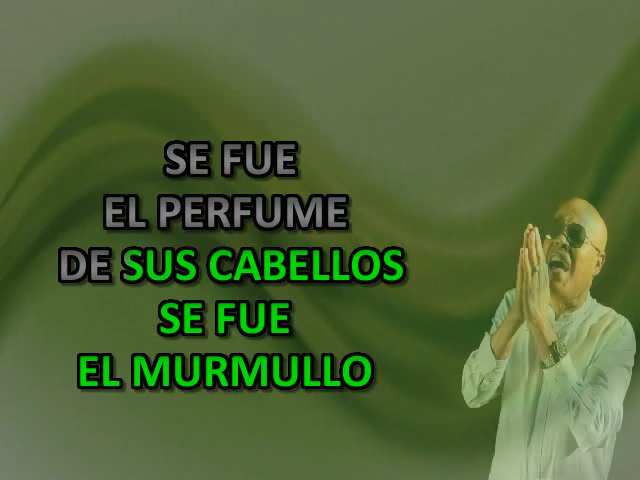 SE FUE
EL PERFUME
DE SUS CABELLOS
SE FUE
EL MURMULLO